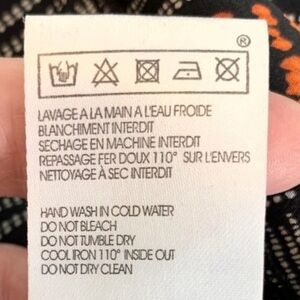 ®
LAVAGE A LA MAIN A L'EAU FROIDE
BLANCHIMENT INTERDIT
SECHAGE EN MACHINE INTERDIT
REPASSAGE FER DOUX 110° SUR L'ENVERS
NETTOYAGE À SEC INTERDIT
HAND WASH IN COLD WATER
DO NOT BLEACH
DO NOT TUMBLE DRY
COOL IRON 110° INSIDE OUT
DO NOT DRY CLEAN